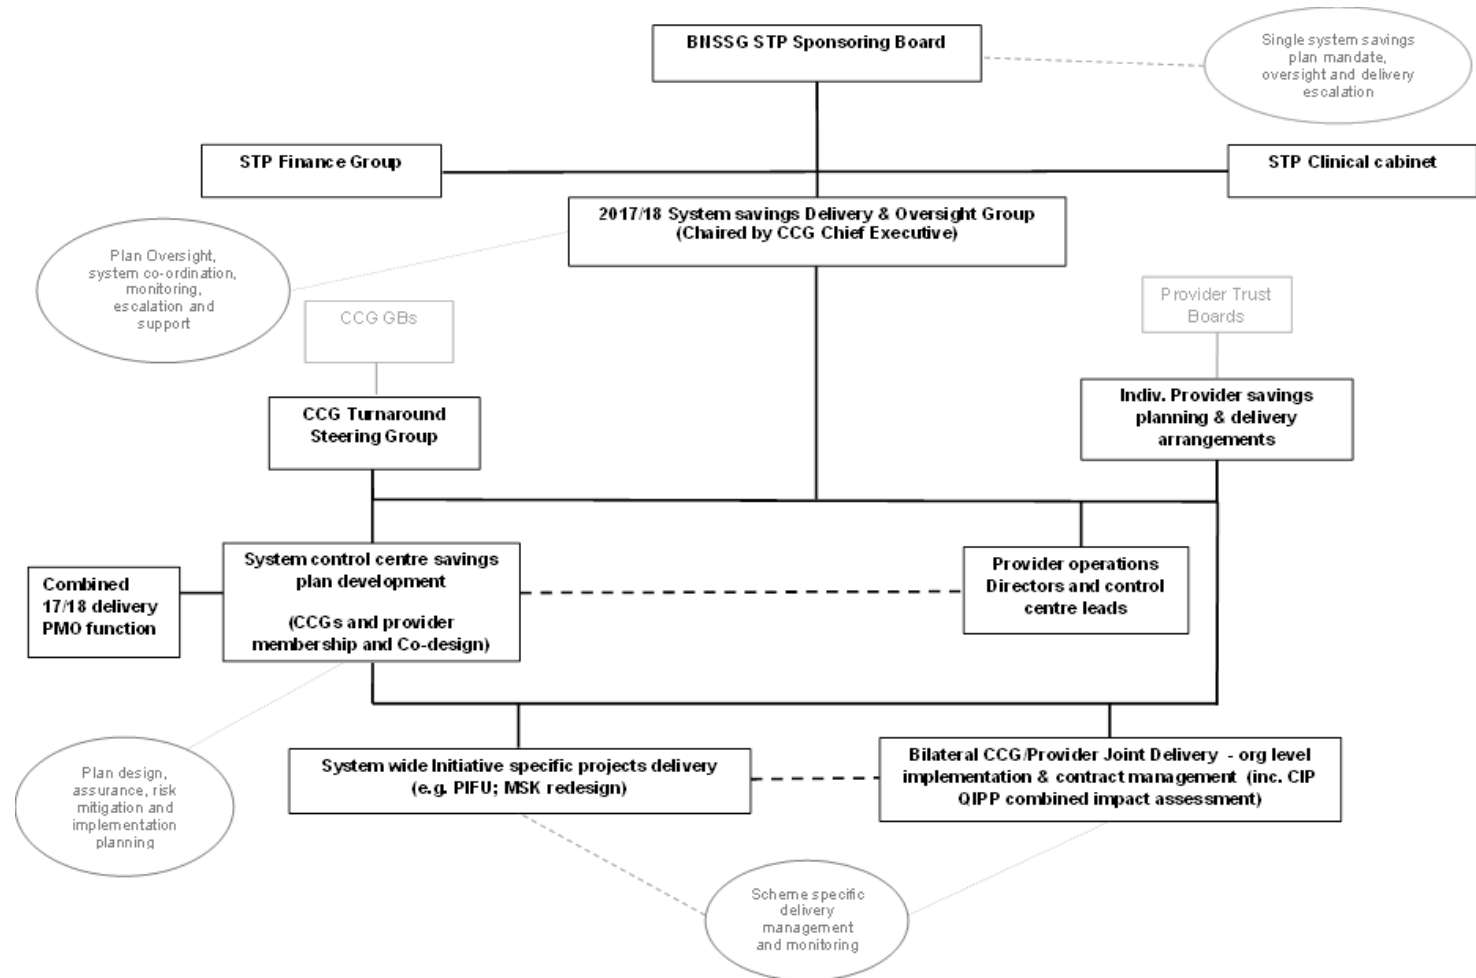 BNSSG STP Sponsoring Board
Single system savings
plan mandate,
oversight and delivery
escalation
STP Finance Group
STP Clinical cabinet
2017/18 System savings Delivery & Oversight Group
(Chaired by CCG Chief Executive)
Plan Oversight,
system co-ordination,
monitoring,
escalation and
support
CCG GBs
Provider Trust
Boards
CCG Turnaround
Steering Group
Indiv. Provider savings
planning & delivery
arrangements
Combined
17/18 delivery
PMO function
System control centre savings
plan development
(CCGs and provider
membership and Co-design)
Provider operations
Directors and control
centre leads
System wide Initiative specific projects delivery
(e.g. PIFU; MSK redesign)
Bilateral CCG/Provider Joint Delivery - org level
implementation & contract management (inc. CIP
QIPP combined impact assessment)
Plan design,
assurance, risk
mitigation and
implementation
planning
Scheme specific
delivery
management
and monitoring